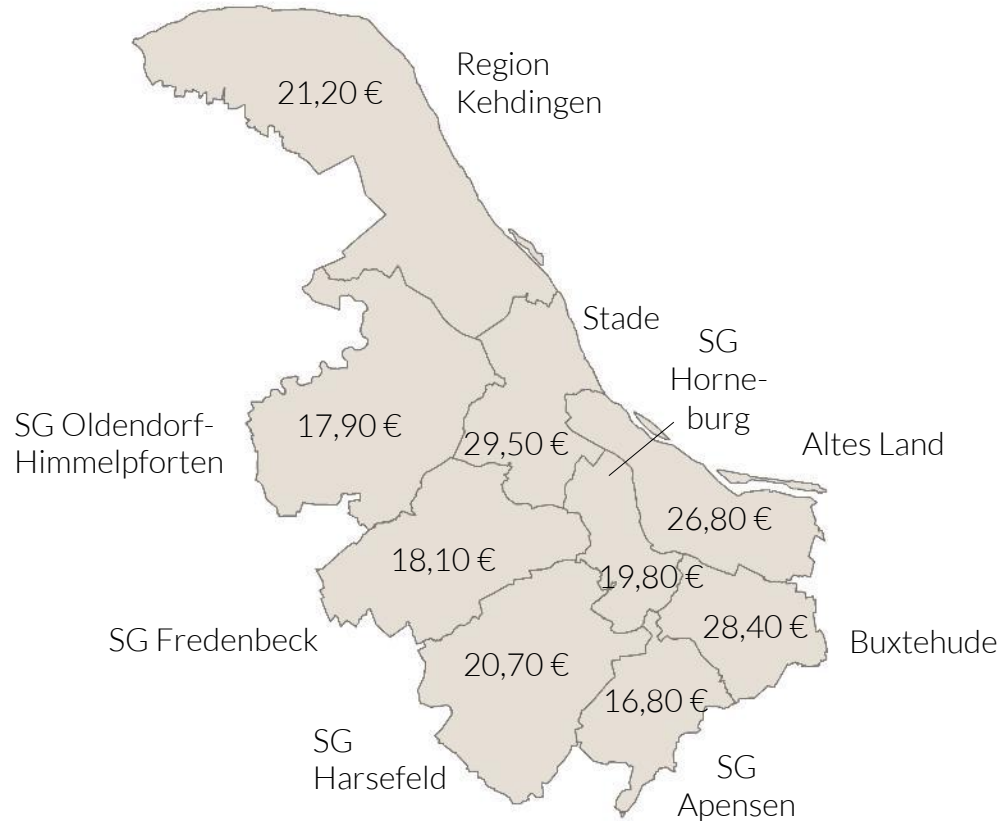 Region
Kehdingen
21,20 €
Stade
SG
Horne-
burg
SG Oldendorf-
Himmelpforten
17,90 €
29,50 €
Altes Land
26,80 €
18,10 €
19,80 €
28,40 €
SG Fredenbeck
Buxtehude
20,70 €
16,80 €
SG
Harsefeld
SG
Apensen